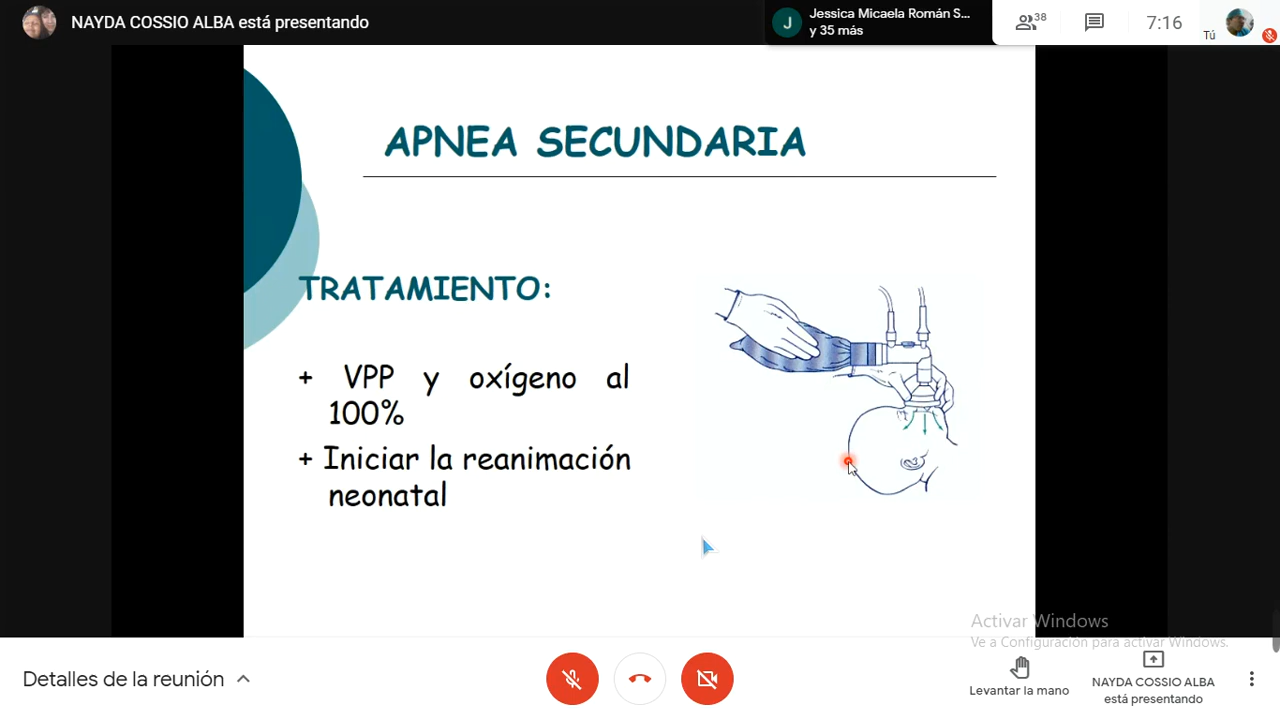 NAYDA COSSIO ALBA está presentando
J
Jessica Micaela Román S...
y 35 más
38
7:16
Tú
APNEA SECUNDARIA
TRATAMIENTO:
+ VPP y oxígeno al
100%
+ Iniciar la reanimación
neonatal
Activar Windows
Ve a Configuración para activar Windows.
Detalles de la reunión
Levantar la mano
NAYDA COSSIO ALBA
está presentando